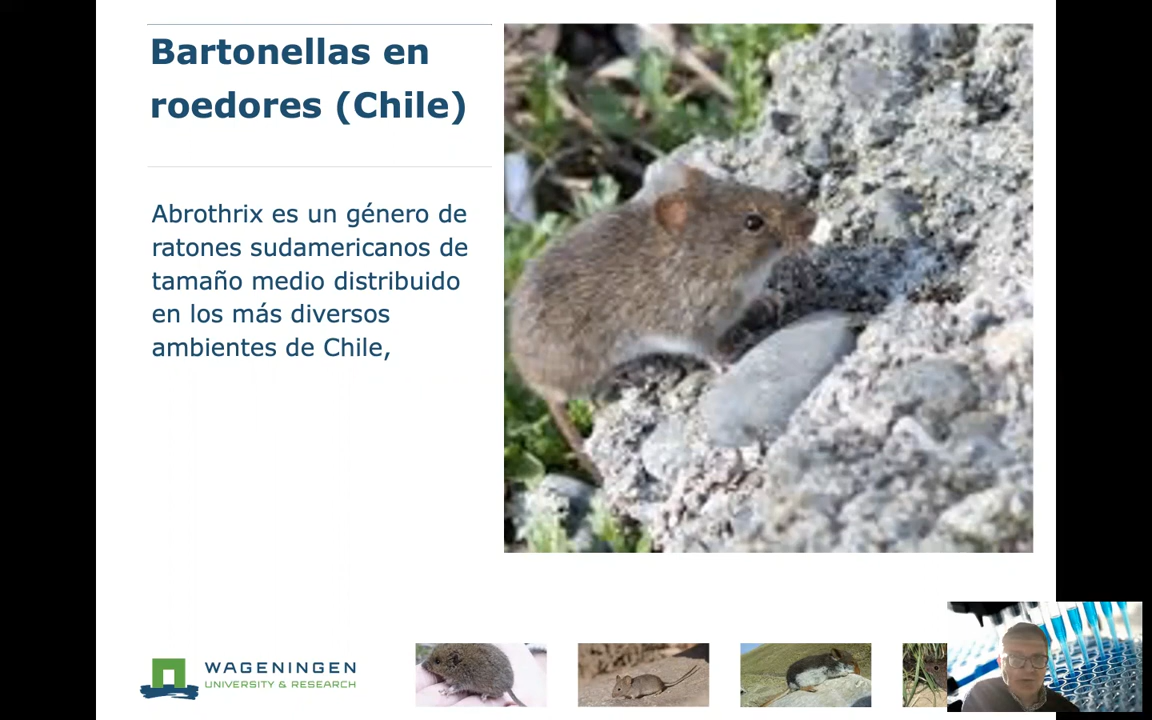 Bartonellas en
roedores (Chile)
Abrothrix es un género de
ratones sudamericanos de
tamaño medio distribuido
en los más diversos
ambientes de Chile,
WAGENINGEN
UNIVERSITY & RESEARCH